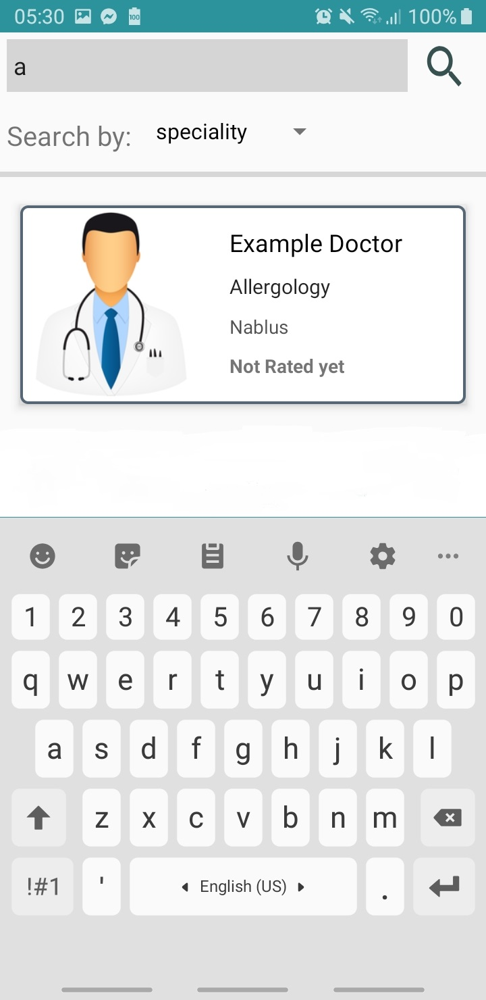 05:30 100 100%
a
Search by: speciality
Example Doctor
Allergology
Nablus
Not Rated yet
1 2 3 4 5 6 7 8 9 0
q w e r t y u i o p
a s d f g h j k l
z x c v b n m
!#1 ' English (US) .